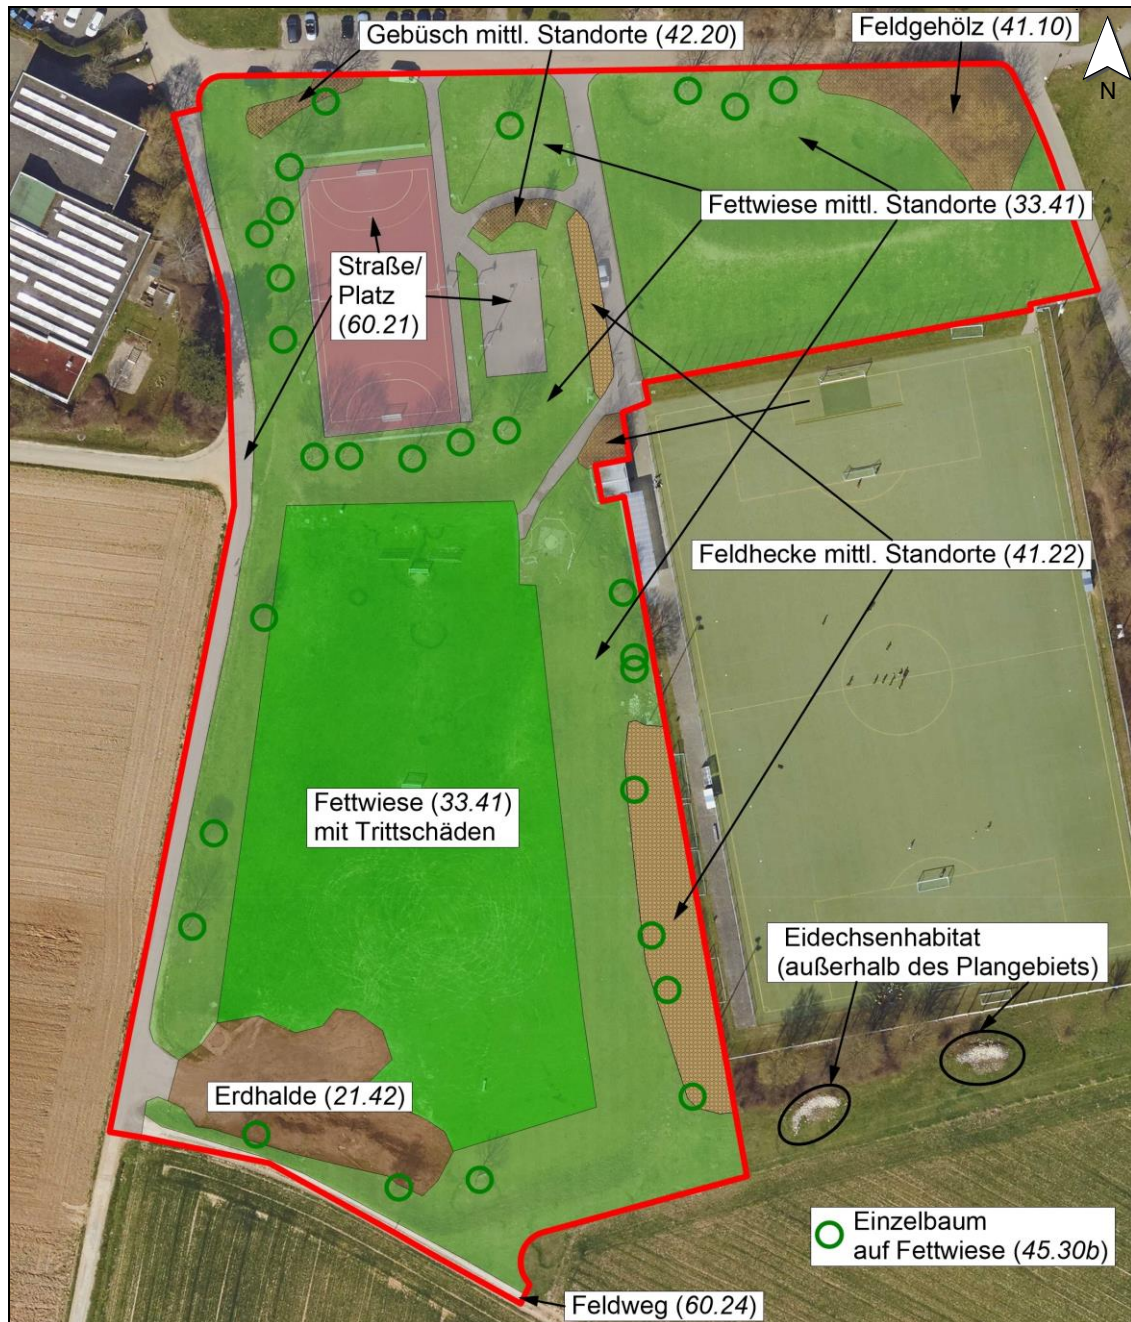 Gebüsch mittl. Standorte (42.20)
Feldgehölz (41.10)
N
Fettwiese mittl. Standorte (33.41)
Straße/
Platz
(60.21)
Feldhecke mittl. Standorte (41.22)
Fettwiese (33.41)
mit Trittschäden
Eidechsenhabitat
(außerhalb des Plangebiets)
Erdhalde (21.42)
Einzelbaum
auf Fettwiese (45.30b)
Feldweg (60.24)